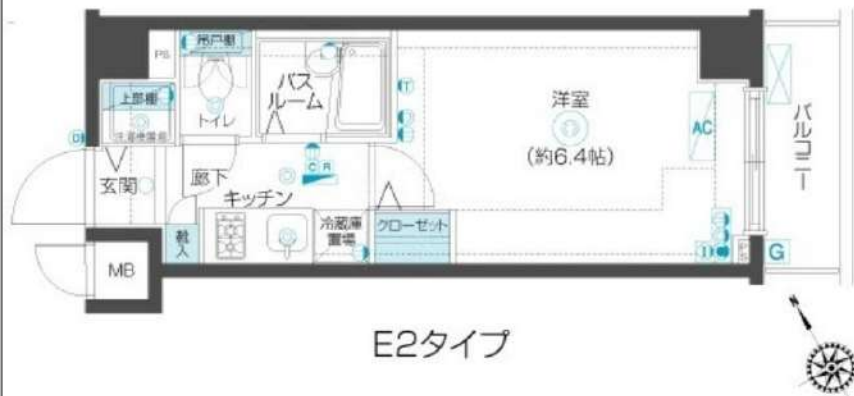 PS
吊戸棚
上部棚
洗濯機置場
トイレ
バス
ルーム
洋室
(約6.4帖)
AC
バルコニー
D
T
玄関
廊下
C R
キッチン
靴入
冷蔵庫
置場
クローゼット
MB
PS
G
N
E2タイプ